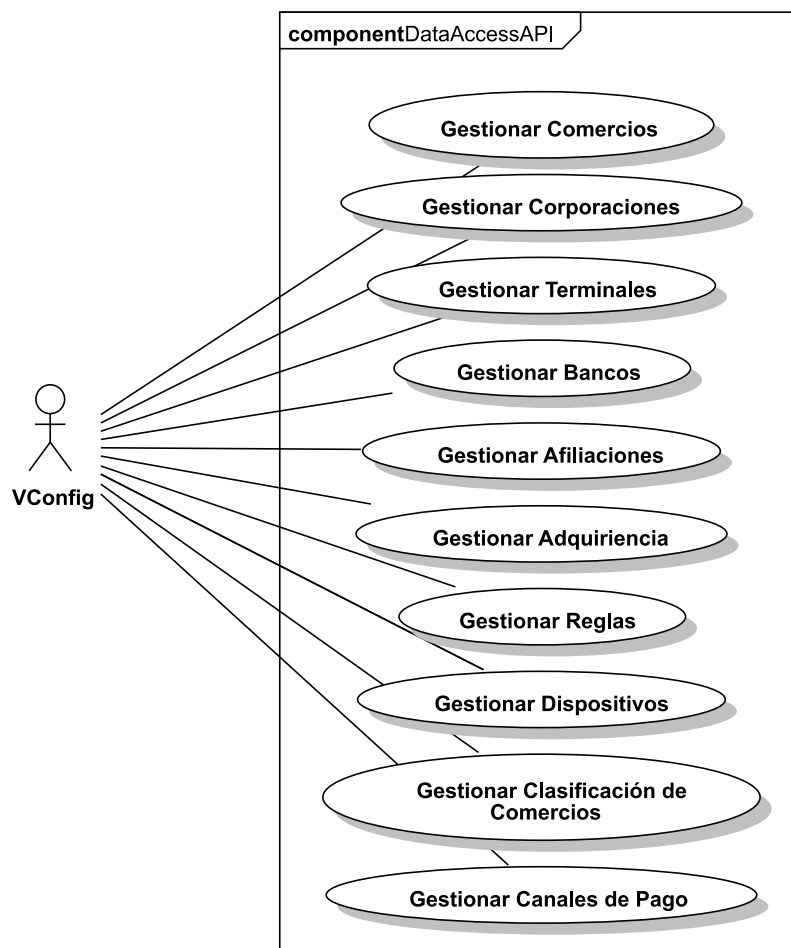 componentDataAccessAPI
Gestionar Comercios
Gestionar Corporaciones
Gestionar Terminales
Gestionar Bancos
Gestionar Afiliaciones
VConfig
Gestionar Adquiriencia
Gestionar Reglas
Gestionar Dispositivos
Gestionar Clasificación de
Comercios
Gestionar Canales de Pago